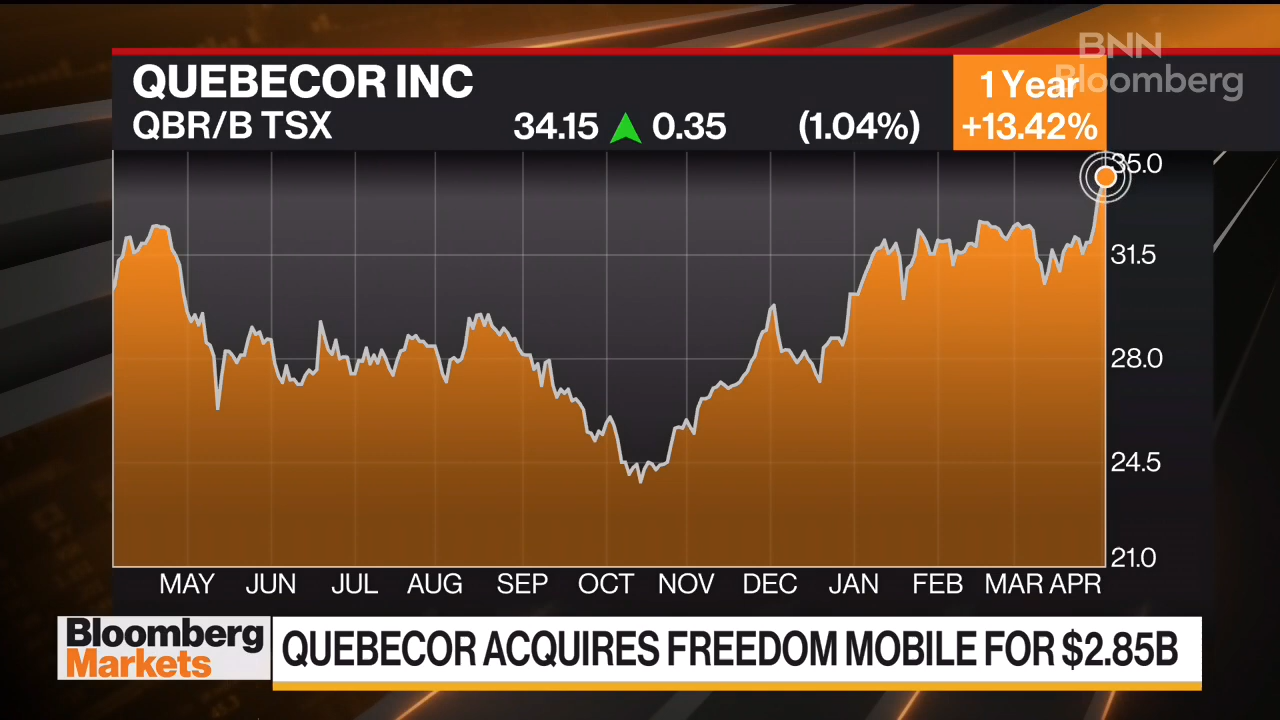 BNN
Bloomberg
QUEBECOR INC
QBR/B TSX 34.15 0.35 (1.04%)
1 Year
+13.42%
35.0
31.5
28.0
24.5
21.0
MAY JUN JUL AUG SEP OCT NOV DEC JAN FEB MAR APR
Bloomberg
Markets
QUEBECOR ACQUIRES FREEDOM MOBILE FOR $2.85B